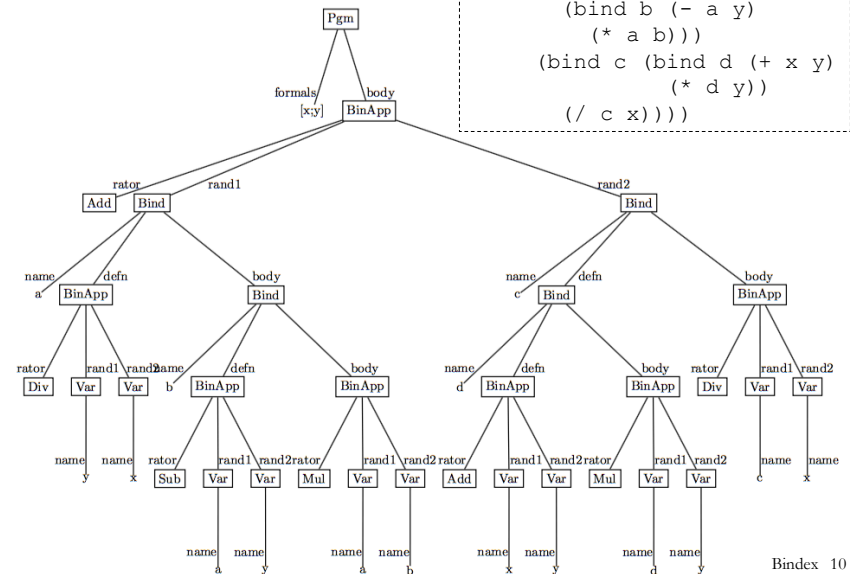 Pgm
(bind b (- a y)
(* a b)))
(bind c (bind d (+ x y)
(* d y))
(/ c x))))
formals body
[x;y] BinApp
rator rand1 rand2
Add Bind Bind
name defn body name defn body
a BinApp Bind c Bind BinApp
rator rand1 rand2 name defn body name defn body rator rand1 rand2
Div Var Var b BinApp BinApp d BinApp BinApp Div Var Var
name name rator rand1 rand2 rator rand1 rand2 rator rand1 rand2 rator rand1 rand2 name name
y x Sub Var Var Mul Var Var Add Var Var Mul Var Var c x
name name name name name name name name
a y a b x y d y
Bindex 10